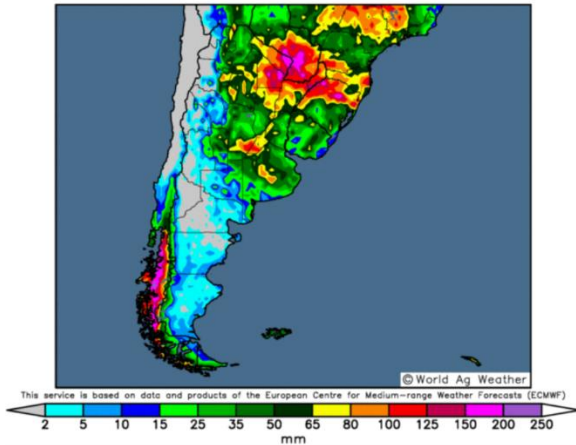 © World Ag Weather
This service is based on data and products of the European Centre for Medium-range Weather Forecasts (ECMWF)
2 5 10 15 25 35 50 65 80 100 125 150 200 250
mm